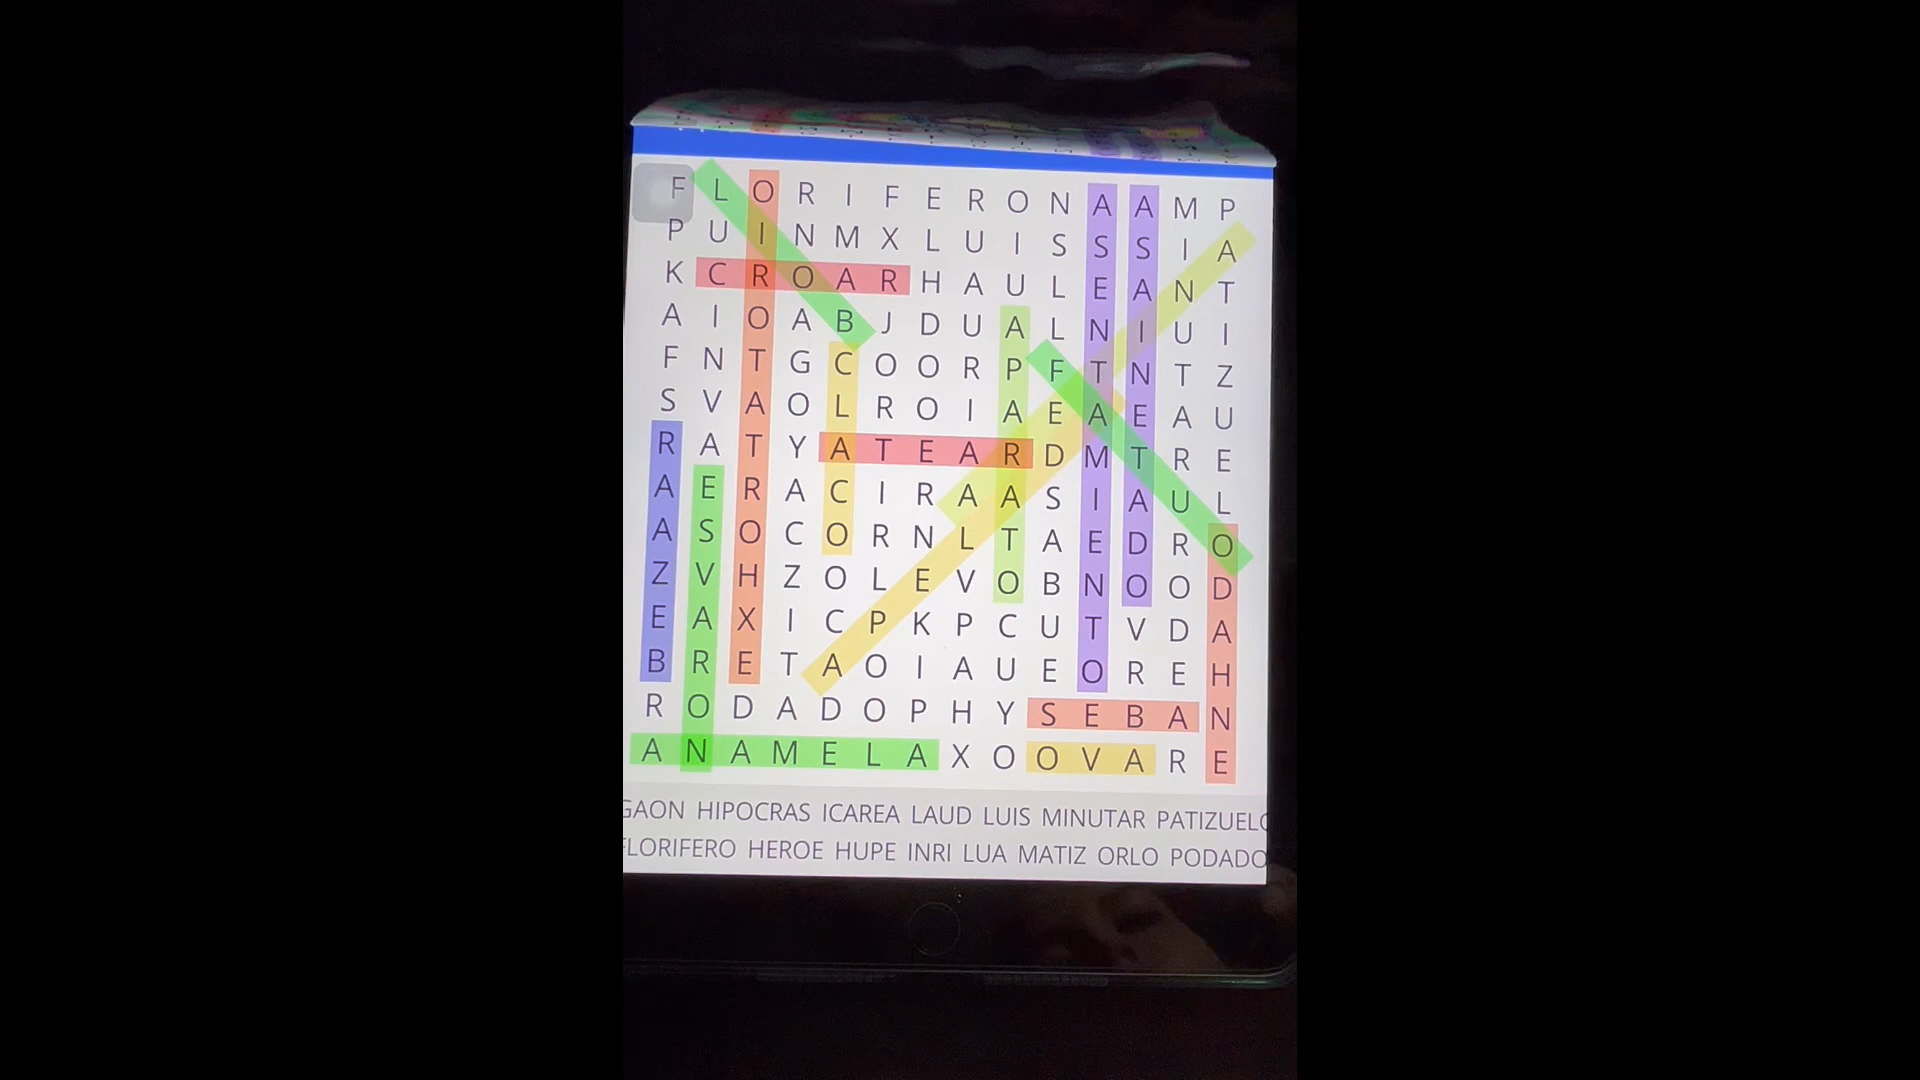 F L O R I F E R O N A A M P
P U I N M X L U I S S S I A
K C R O A R H A U L E A N T
A I O A B J D U A L N I U I
F N T G C O O R P F T N T Z
S V A O L R O I A E A E A U
R A T Y A T E A R D M T R E
A E R A C I R A A S I A U L
A S O C O R N L T A E D R O
Z V H Z O L E V O B N O O D
E A X I C P K P C U T V D A
B R E T A O I A U E O R E H
R O D A D O P H Y S E B A N
A N A M E L A X O O V A R E
GAON HIPOCRAS ICAREA LAUD LUIS MINUTAR PATIZUELO
FLORIFERO HEROE HUPE INRI LUA MATIZ ORLO PODADO